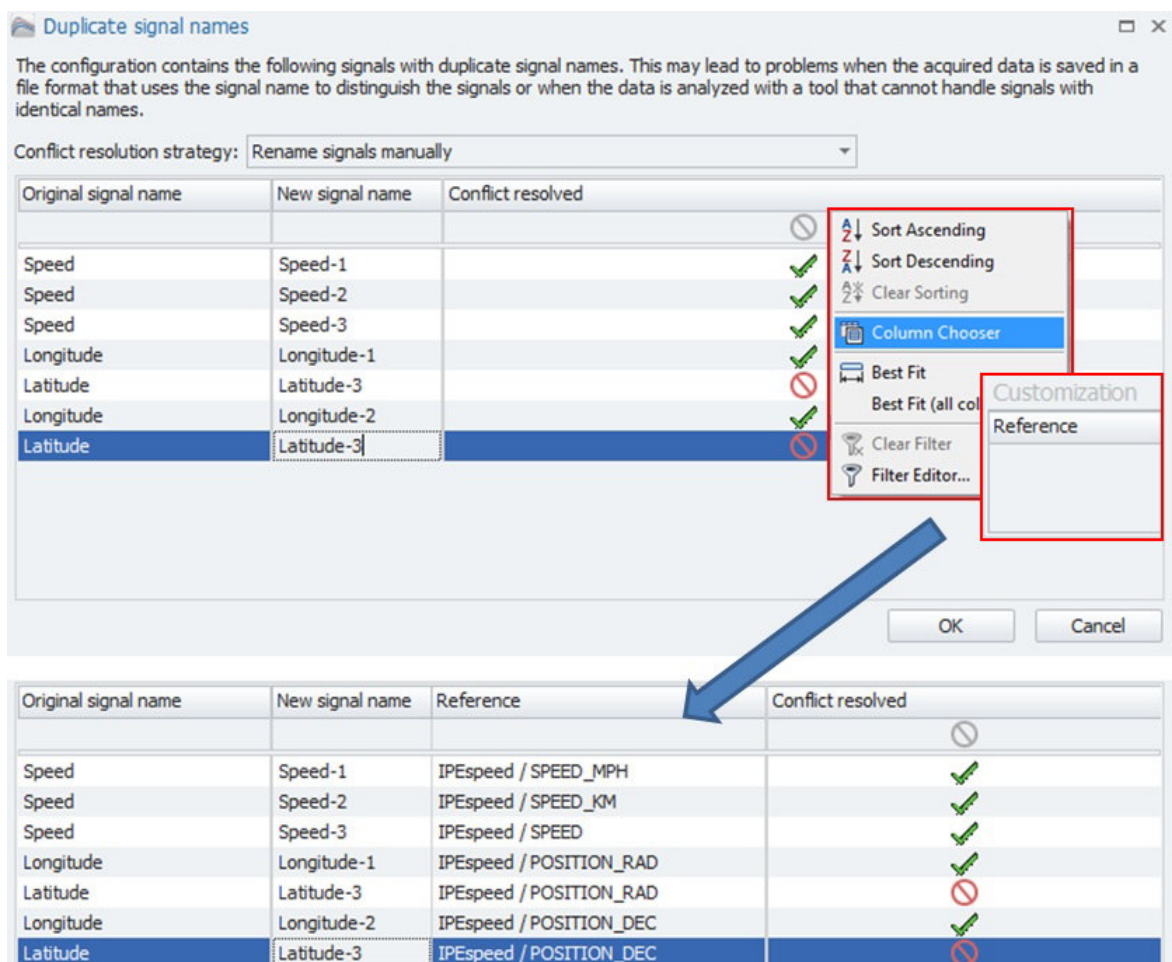 Duplicate signal names
The configuration contains the following signals with duplicate signal names. This may lead to problems when the acquired data is saved in a
file format that uses the signal name to distinguish the signals or when the data is analyzed with a tool that cannot handle signals with
identical names.
Conflict resolution strategy: Rename signals manually
Original signal name New signal name Conflict resolved
Speed Speed-1
Speed Speed-2
Speed Speed-3
Longitude Longitude-1
Latitude Latitude-3
Longitude Longitude-2
Latitude Latitude-3
Sort Ascending
Sort Descending
Clear Sorting
Column Chooser
Best Fit
Best Fit (all col
Clear Filter
Filter Editor...
Customization
Reference
OK Cancel
Original signal name New signal name Reference Conflict resolved
Speed Speed-1 IPEspeed / SPEED_MPH
Speed Speed-2 IPEspeed / SPEED_KM
Speed Speed-3 IPEspeed / SPEED
Longitude Longitude-1 IPEspeed / POSITION_RAD
Latitude Latitude-3 IPEspeed / POSITION_RAD
Longitude Longitude-2 IPEspeed / POSITION_DEC
Latitude Latitude-3 IPEspeed / POSITION_DEC